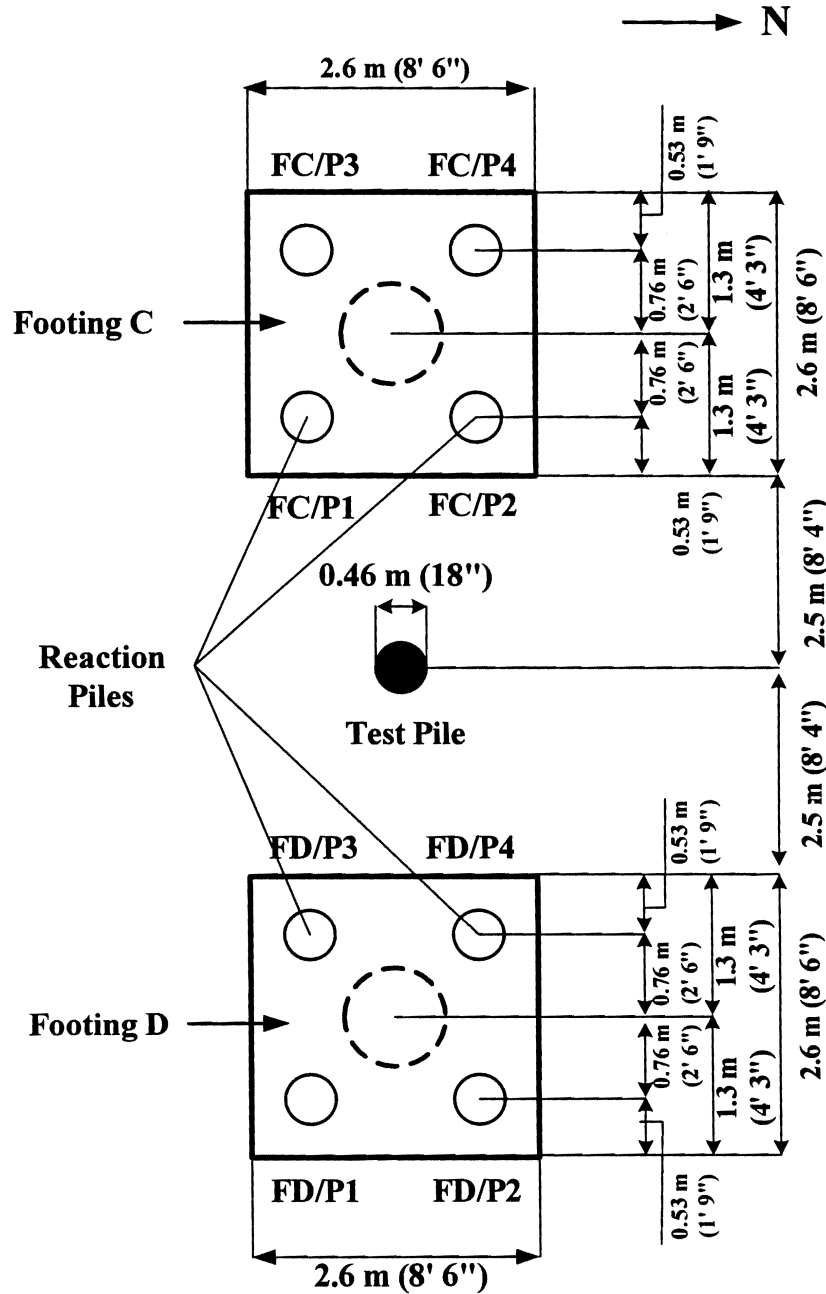 N
2.6 m (8' 6")
0.53 m
(1' 9")
FC/P3
FC/P4
0.76 m
(2' 6")
1.3 m
(4' 3")
2.6 m (8' 6")
Footing C
0.76 m
(2' 6")
1.3 m
(4' 3")
FC/P1
FC/P2
0.53 m
(1' 9")
0.46 m (18")
2.5 m (8' 4")
Reaction
Piles
Test Pile
2.5 m (8' 4")
0.53 m
(1' 9")
FD/P3
FD/P4
0.76 m
(2' 6")
1.3 m
(4' 3")
2.6 m (8' 6")
Footing D
0.76 m
(2' 6")
1.3 m
(4' 3")
FD/P1
FD/P2
0.53 m
(1' 9")
2.6 m (8' 6")